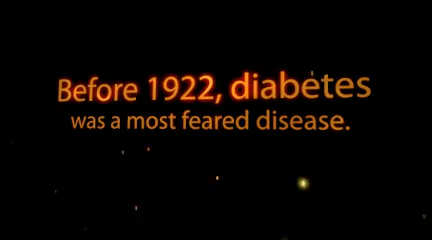 Before 1922, diabetes
was a most feared disease.